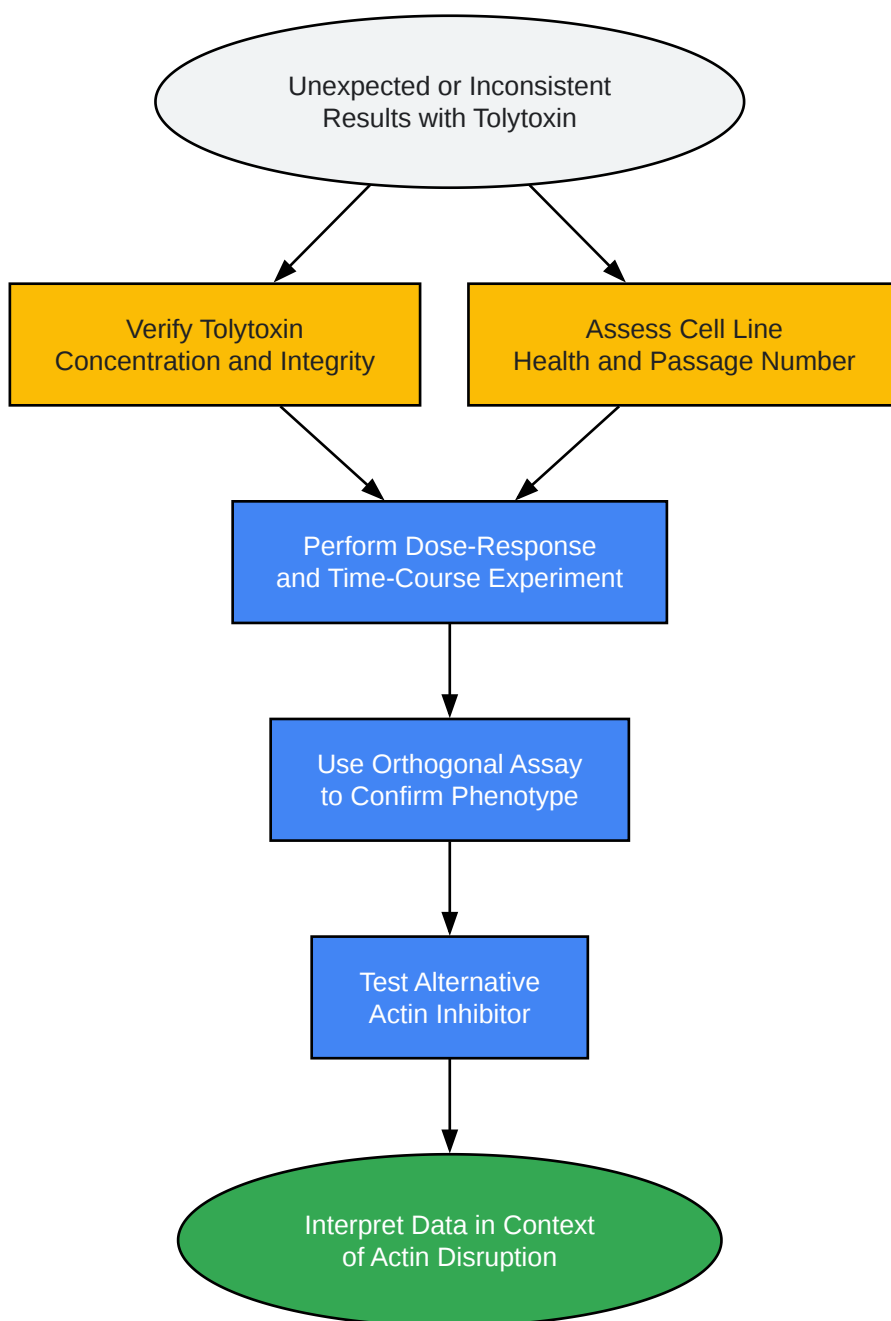 Unexpected or Inconsistent
Results with Tolytoxin
Verify Tolytoxin
Concentration and Integrity
Assess Cell Line
Health and Passage Number
Perform Dose-Response
and Time-Course Experiment
Use Orthogonal Assay
to Confirm Phenotype
Test Alternative
Actin Inhibitor
Interpret Data in Context
of Actin Disruption